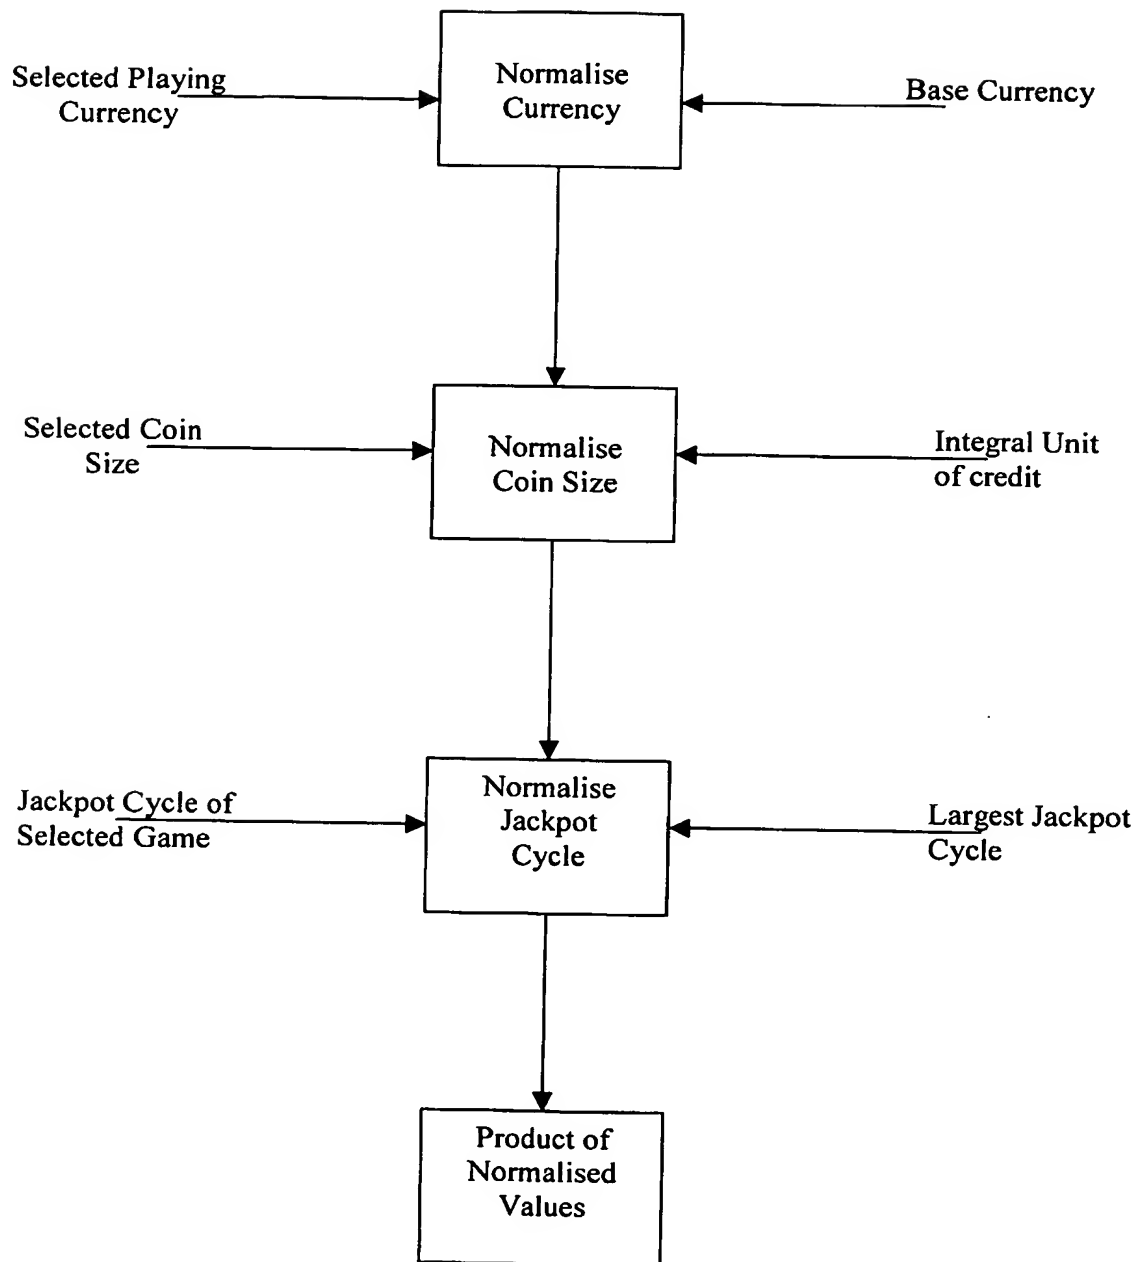 Selected Playing
Currency
Normalise
Currency
Base Currency
Selected Coin
Size
Normalise
Coin Size
Integral Unit
of credit
Jackpot Cycle of
Selected Game
Normalise
Jackpot
Cycle
Largest Jackpot
Cycle
Product of
Normalised
Values